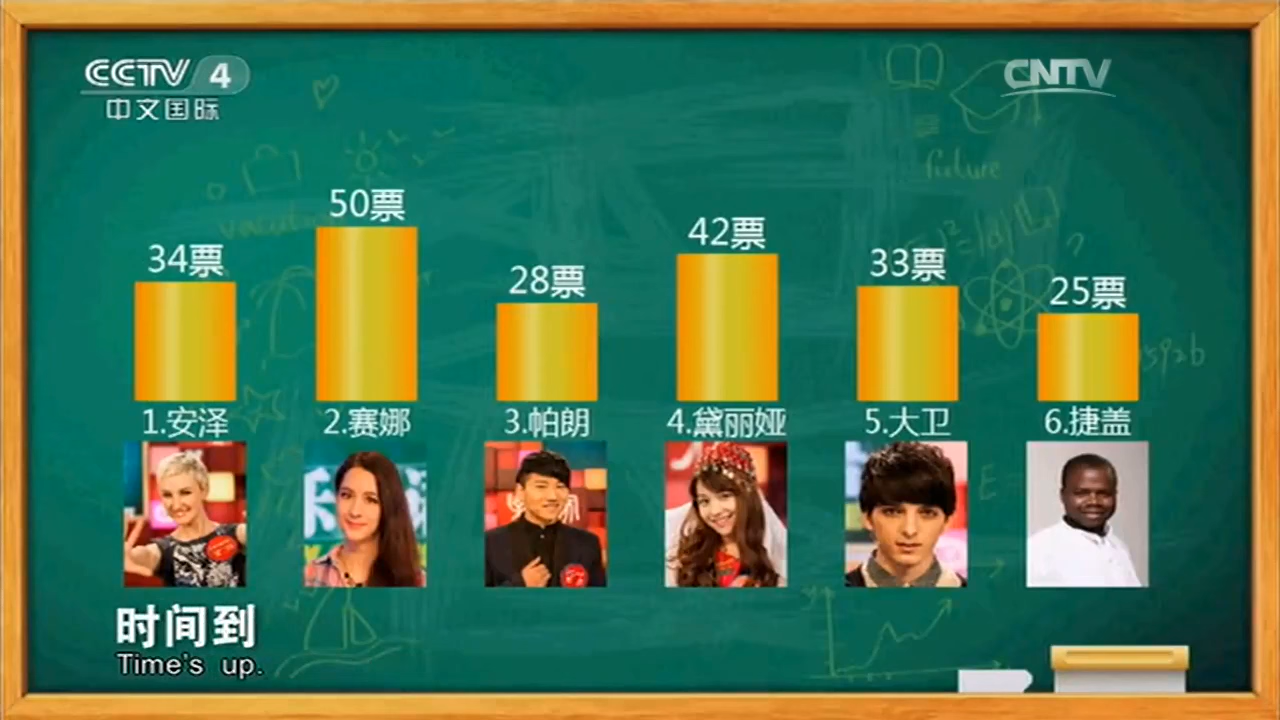 CCTV 4
中文国际
CNTV
future
50票
42票
34票
33票
28票
25票
1.安泽
2.赛娜
3.帕朗
4.黛丽娅
5.大卫
6.捷盖
时间到
Time's up.